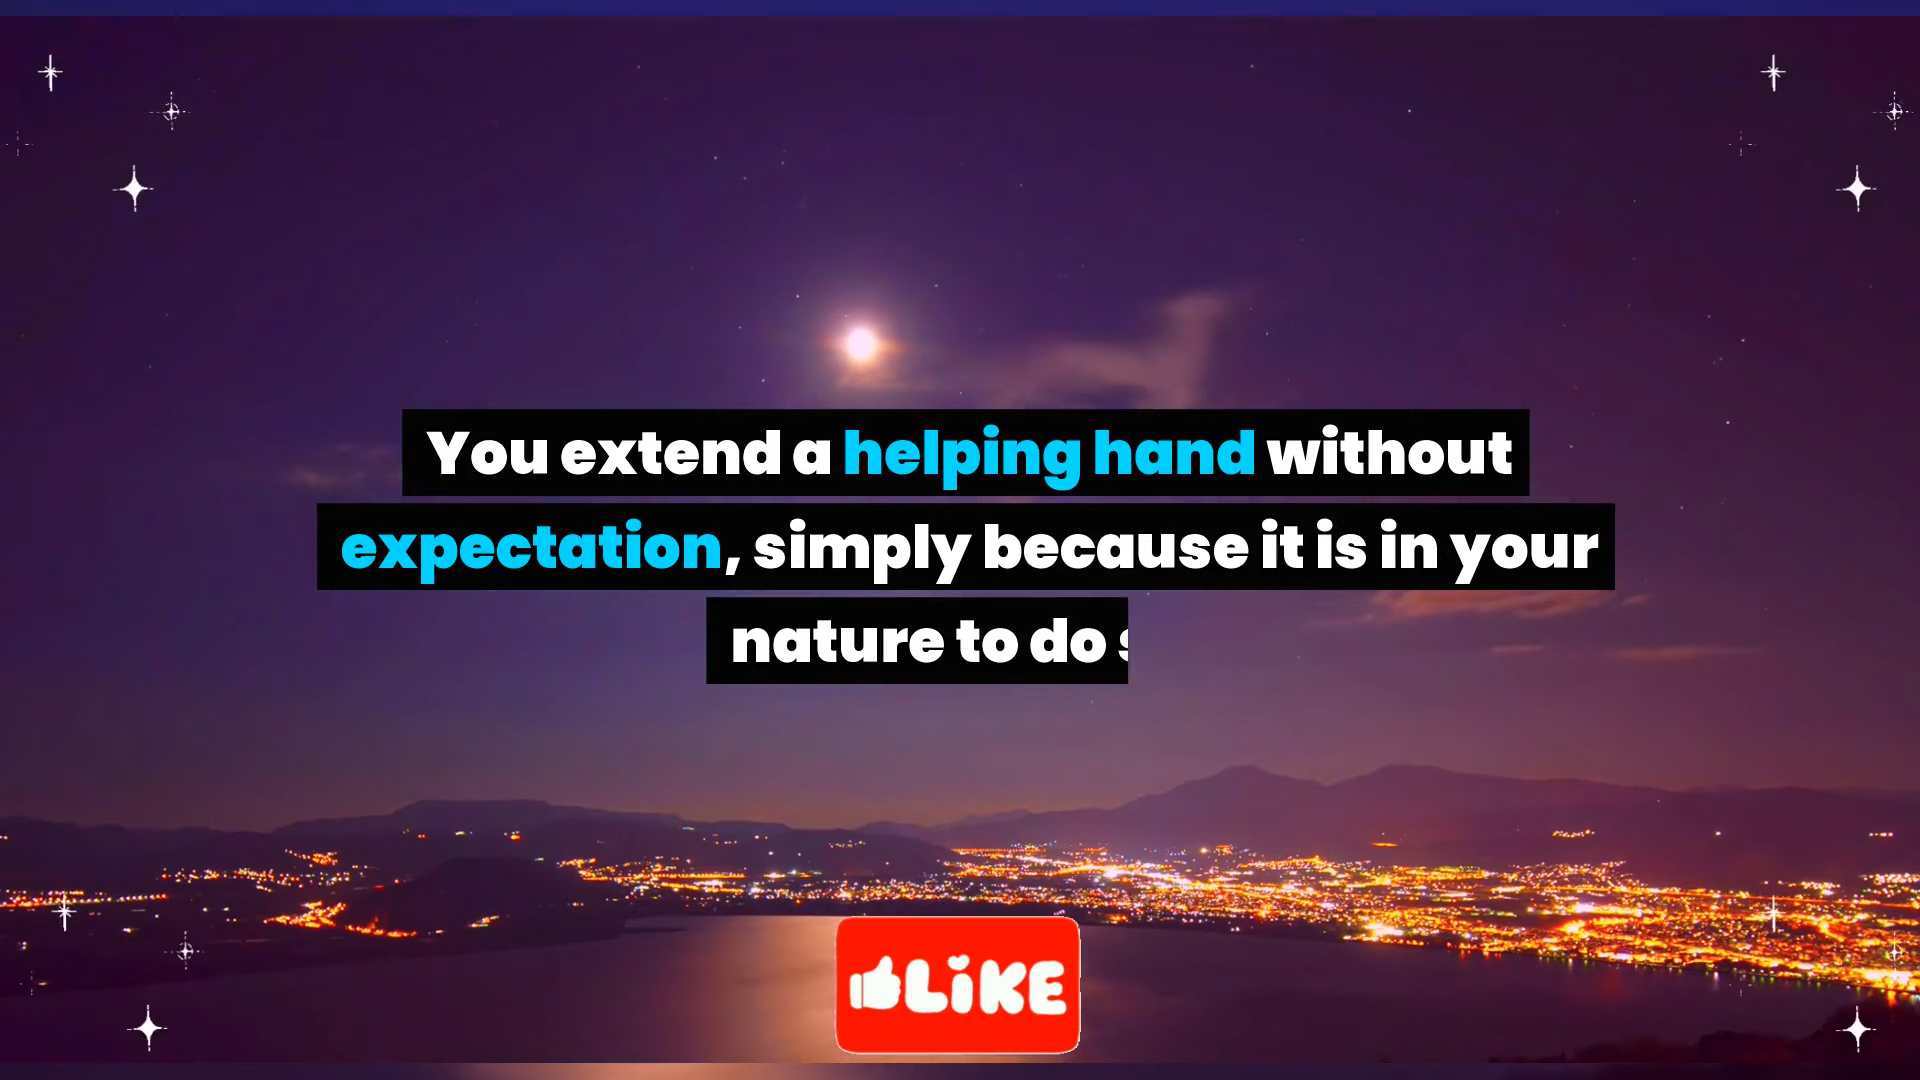 You extend a helping hand without
expectation, simply because it is in your
nature to do
LIKE